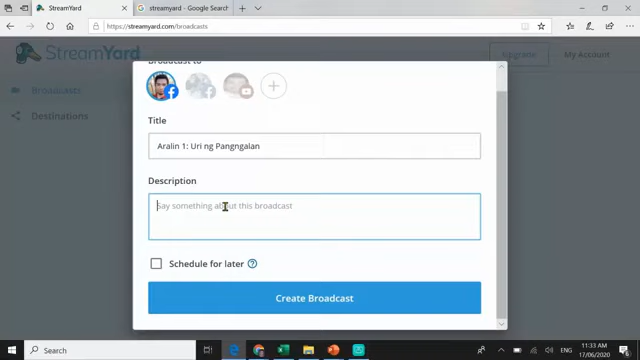 StreamYard
streamyard - Google Search
https://streamyard.com/broadcasts
StreamYard
Upgrade
My Account
Broadcasts
Destinations
Broadcast to
Title
Aralin 1: Uri ng Pangngalan
Description
Say something about this broadcast
Schedule for later
Create Broadcast
Search
ENG
11:33 AM
17/06/2020